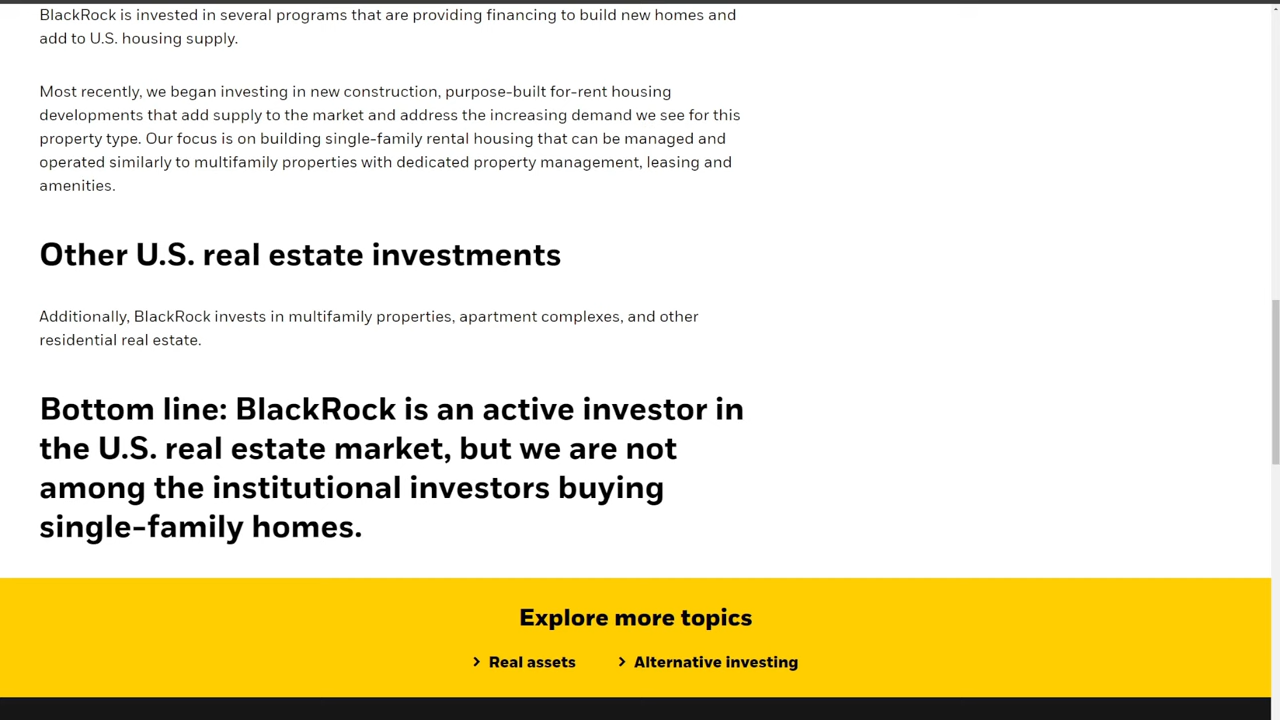 BlackRock is invested in several programs that are providing financing to build new homes and
add to U.S. housing supply.
Most recently, we began investing in new construction, purpose-built for-rent housing
developments that add supply to the market and address the increasing demand we see for this
property type. Our focus is on building single-family rental housing that can be managed and
operated similarly to multifamily properties with dedicated property management, leasing and
amenities.
Other U.S. real estate investments
Additionally, BlackRock invests in multifamily properties, apartment complexes, and other
residential real estate.
Bottom line: BlackRock is an active investor in
the U.S. real estate market, but we are not
among the institutional investors buying
single-family homes.
Explore more topics
Real assets
Alternative investing